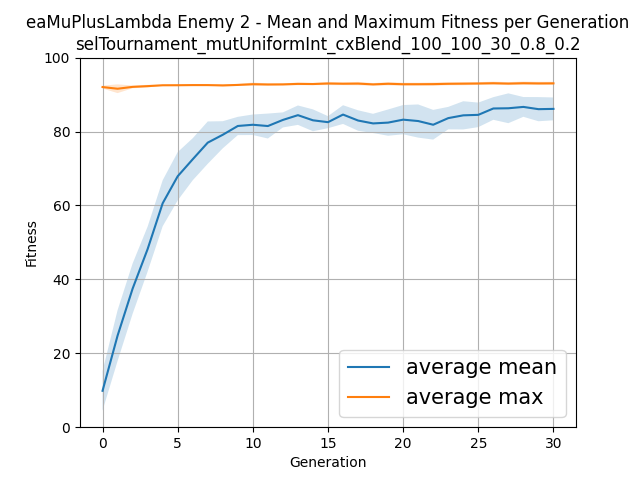 eaMuPlusLambda Enemy 2 - Mean and Maximum Fitness per Generation
selTournament_mutUniformInt_cxBlend_100_100_30_0.8_0.2
100
80
60
40
20
0
Fitness
0 5 10 15 20 25 30
Generation
average mean
average max